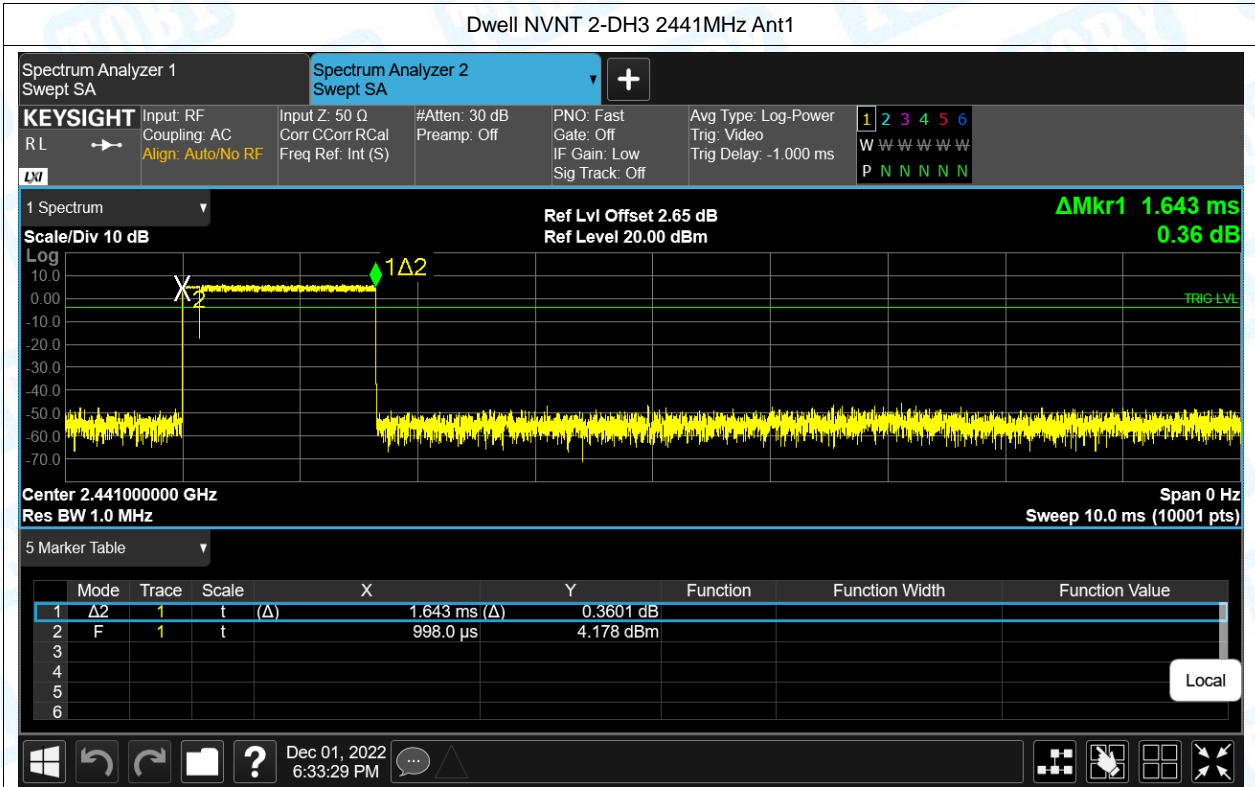 Dwell NVNT 2-DH3 2441MHz Ant1
Spectrum Analyzer 1
Swept SA
Spectrum Analyzer 2
Swept SA
KEYSIGHT
R L
LXI
Input: RF
Coupling: AC
Align: Auto/No RF
Input Z: 50 Ω
Corr CCorr RCal
Freq Ref: Int (S)
#Atten: 30 dB
Preamp: Off
PNO: Fast
Gate: Off
IF Gain: Low
Sig Track: Off
Avg Type: Log-Power
Trig: Video
Trig Delay: -1.000 ms
1 2 3 4 5 6
W W W W W W
P N N N N N
1 Spectrum
Scale/Div 10 dB
Ref Lvl Offset 2.65 dB
Ref Level 20.00 dBm
ΔMkr1 1.643 ms
0.36 dB
Log
10.0
0.00
-10.0
-20.0
-30.0
-40.0
-50.0
-60.0
-70.0
X
2
1Δ2
TRIG LVL
Center 2.441000000 GHz
Span 0 Hz
Res BW 1.0 MHz
Sweep 10.0 ms (10001 pts)
5 Marker Table
Mode Trace Scale X Y Function Function Width Function Value
1 Δ2 1 t (Δ) 1.643 ms (Δ) 0.3601 dB
2 F 1 t 998.0 µs 4.178 dBm
3
4
5
6
Local
?
Dec 01, 2022
6:33:29 PM
TOBY